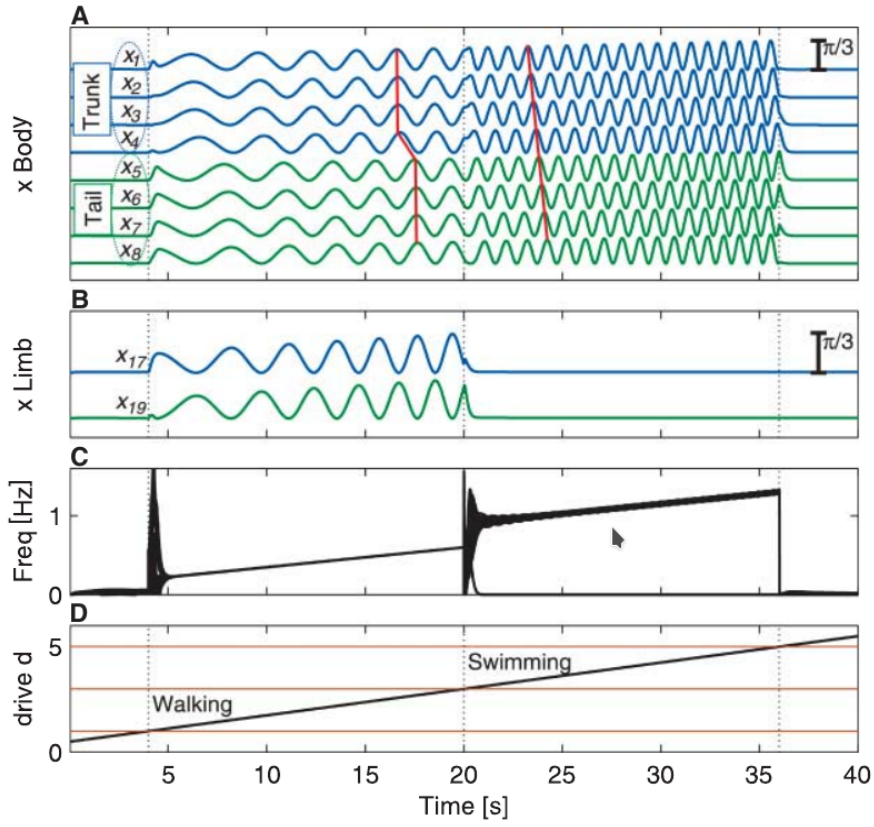 A
x Body
Trunk
Tail
x1
x2
x3
x4
x5
x6
x7
x8
π/3
B
x Limb
x17
x19
π/3
C
Freq [Hz]
1
0
D
drive d
5
0
Walking
Swimming
5 10 15 20 25 30 35 40
Time [s]